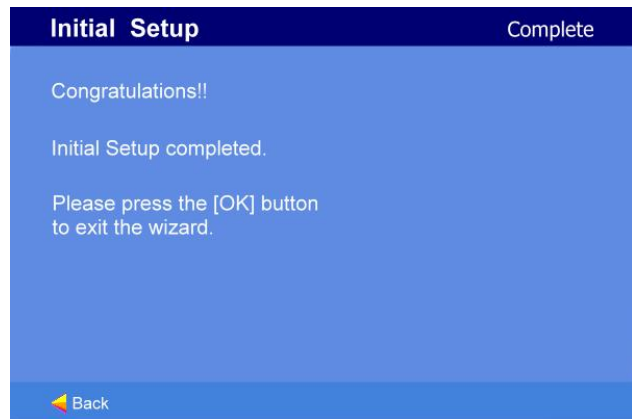 Initial Setup
Complete
Congratulations!!
Initial Setup completed.
Please press the [OK] button
to exit the wizard.
Back